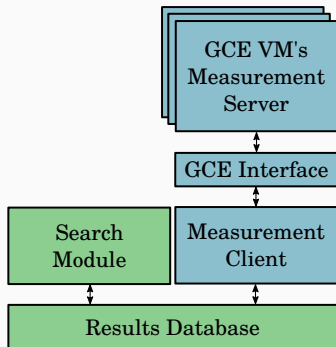 GCE VM's
Measurement
Server
GCE Interface
Search
Module
Measurement
Client
Results Database